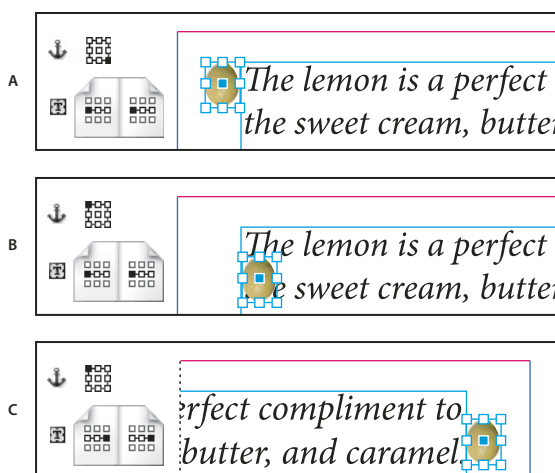 A
The lemon is a perfect
the sweet cream, butter
B
The lemon is a perfect
the sweet cream, butter
C
erfect compliment to
butter, and caramel.